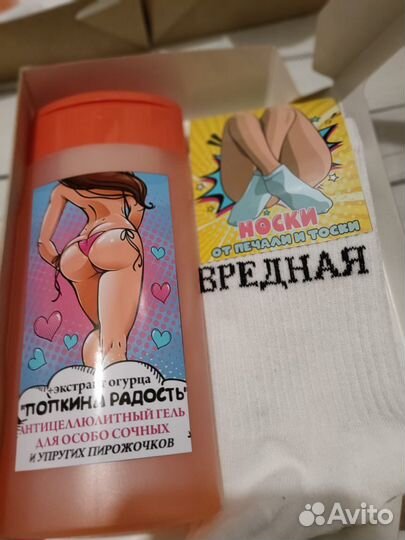 НОСКИ
ОТ ПЕЧАЛИ И ТОСКИ
ВРЕДНАЯ
+экстракт огурца
"ПОПКИНА РАДОСТЬ"
АНТИЦЕЛЛЮЛИТНЫЙ ГЕЛЬ
ДЛЯ ОСОБО СОЧНЫХ
И УПРУГИХ ПИРОЖОЧКОВ
Avito